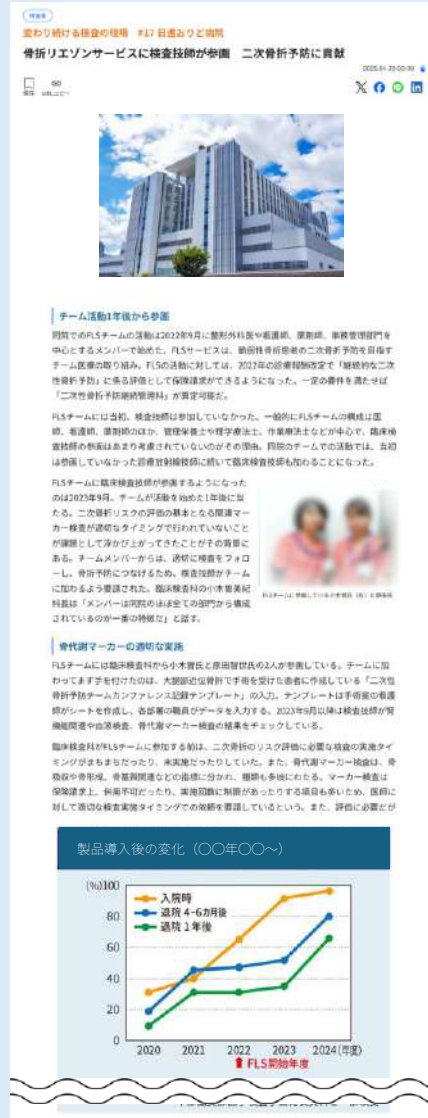 変わり続ける検査の現場 #17 日進おりど病院
骨折リエゾンサービスに検査技師が参画 二次骨折予防に貢献
保存
URLコピー
チーム活動1年後から参画
同院でのFLSチームの活動は2022年9月に整形外科医や看護師、薬剤師、事務管理部門を
中心とするメンバーで始めた。FLSサービスは、脆弱性骨折患者の二次骨折予防を目指す
チーム医療の取り組み。FLSの活動に対しては、2022年の診療報酬改定で「継続的な二次
性骨折予防」に係る評価として保険請求ができるようになった。一定の要件を満たせば
「二次性骨折予防継続管理料」が算定可能だ。
FLSチームには当初、検査技師は参加していなかった。一般的にFLSチームの構成は医
師、看護師、薬剤師のほか、管理栄養士や理学療法士、作業療法士などが中心で、臨床検
査技師の参画はあまり考慮されていないのがその理由。同院のチームでの活動では、当初
は参画していなかった診療放射線技師に続いて臨床検査技師も加わることになった。
FLSチームに臨床検査技師が参画するようになった
のは2023年9月。チームが活動を始めた1年後に当
たる。二次骨折リスクの評価の基本となる関連マー
カー検査が適切なタイミングで行われていないこと
が課題として浮かび上がってきたことがその背景に
ある。チームメンバーからは、適切に検査をフォロ
ーし、骨折予防につなげるため、検査技師がチーム
に加わるよう要請された。臨床検査科の小木曽美紀
科長は「メンバーは同院のほぼ全ての部門から構成
されているのが一番の特徴だ」と話す。
骨代謝マーカーの適切な実施
FLSチームには臨床検査科から小木曽氏と原田智世氏の2人が参画している。チームに加
わってまず手を付けたのは、大腿部近位骨折で手術を受けた患者に作成している「二次性
骨折予防チームカンファレンス記録テンプレート」の入力。テンプレートは手術室の看護
師がシートを作成し、各部署の職員がデータを入力する。2023年9月以降は検査技師が腎
機能関連や血液検査、骨代謝マーカー検査の結果をチェックしている。
臨床検査科がFLSチームに参加する前は、二次骨折のリスク評価に必要な検査の実施タイ
ミングがまちまちだったり、未実施だったりしていた。また、骨代謝マーカー検査は、骨
吸収や骨形成、骨基質関連などの指標に分かれ、種類も多岐にわたる。マーカー検査は
保険請求上、併用不可だったり、実施回数に制限があったりする項目も多いため、医師に
対して適切な検査実施タイミングでの依頼を要請しているという。また、評価に必要だが
製品導入後の変化（〇〇年〇〇～）
(%)100
80
60
40
20
0
入院時
退院 4-6カ月後
退院 1年後
2020 2021 2022 2023 2024(年度)
FLS開始年度